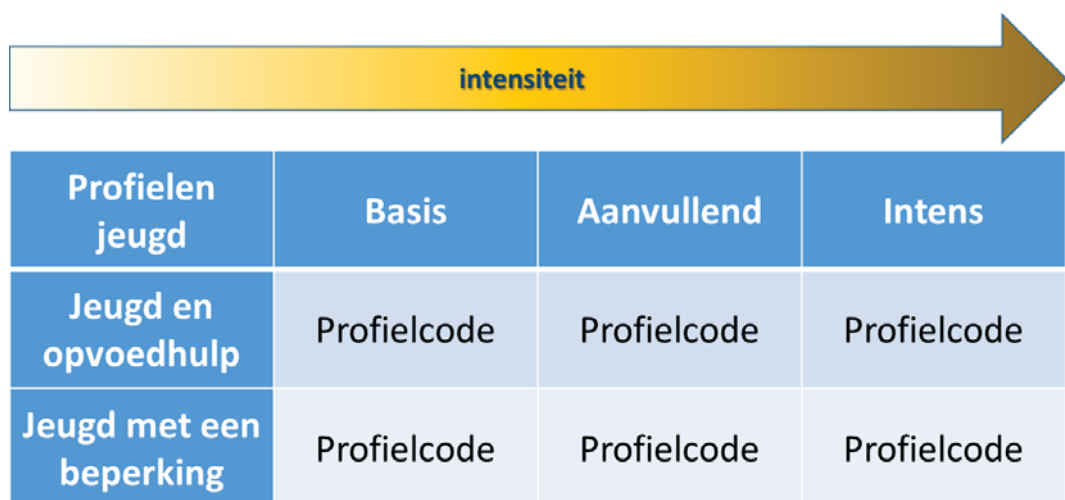 intensiteit
Profielen
jeugd
Basis
Aanvullend
Intens
Jeugd en
opvoedhulp
Profielcode
Profielcode
Profielcode
Jeugd met een
beperking
Profielcode
Profielcode
Profielcode